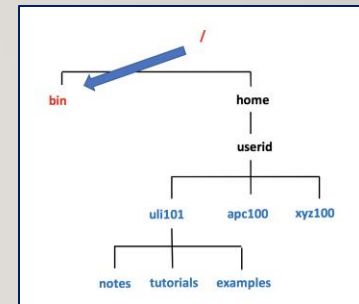 /
bin home
userid
uli101 apc100 xyz100
notes tutorials examples